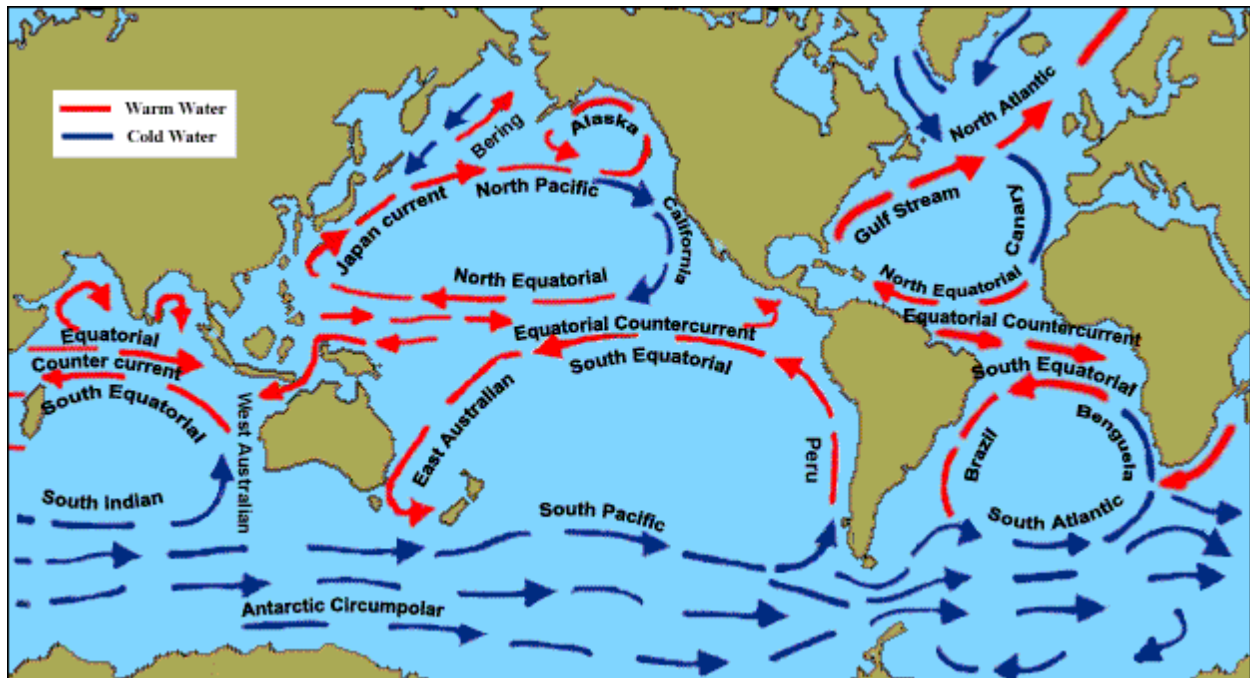 Warm Water
Cold Water
Bering
Alaska
North Pacific
Japan current
California
North Equatorial
Equatorial Countercurrent
South Equatorial
East Australian
Peru
South Pacific
Antarctic Circumpolar
Equatorial
Counter current
South Equatorial
West Australian
South Indian
North Atlantic
Gulf Stream
Canary
North Equatorial
Equatorial Countercurrent
South Equatorial
Brazil
Benguela
South Atlantic